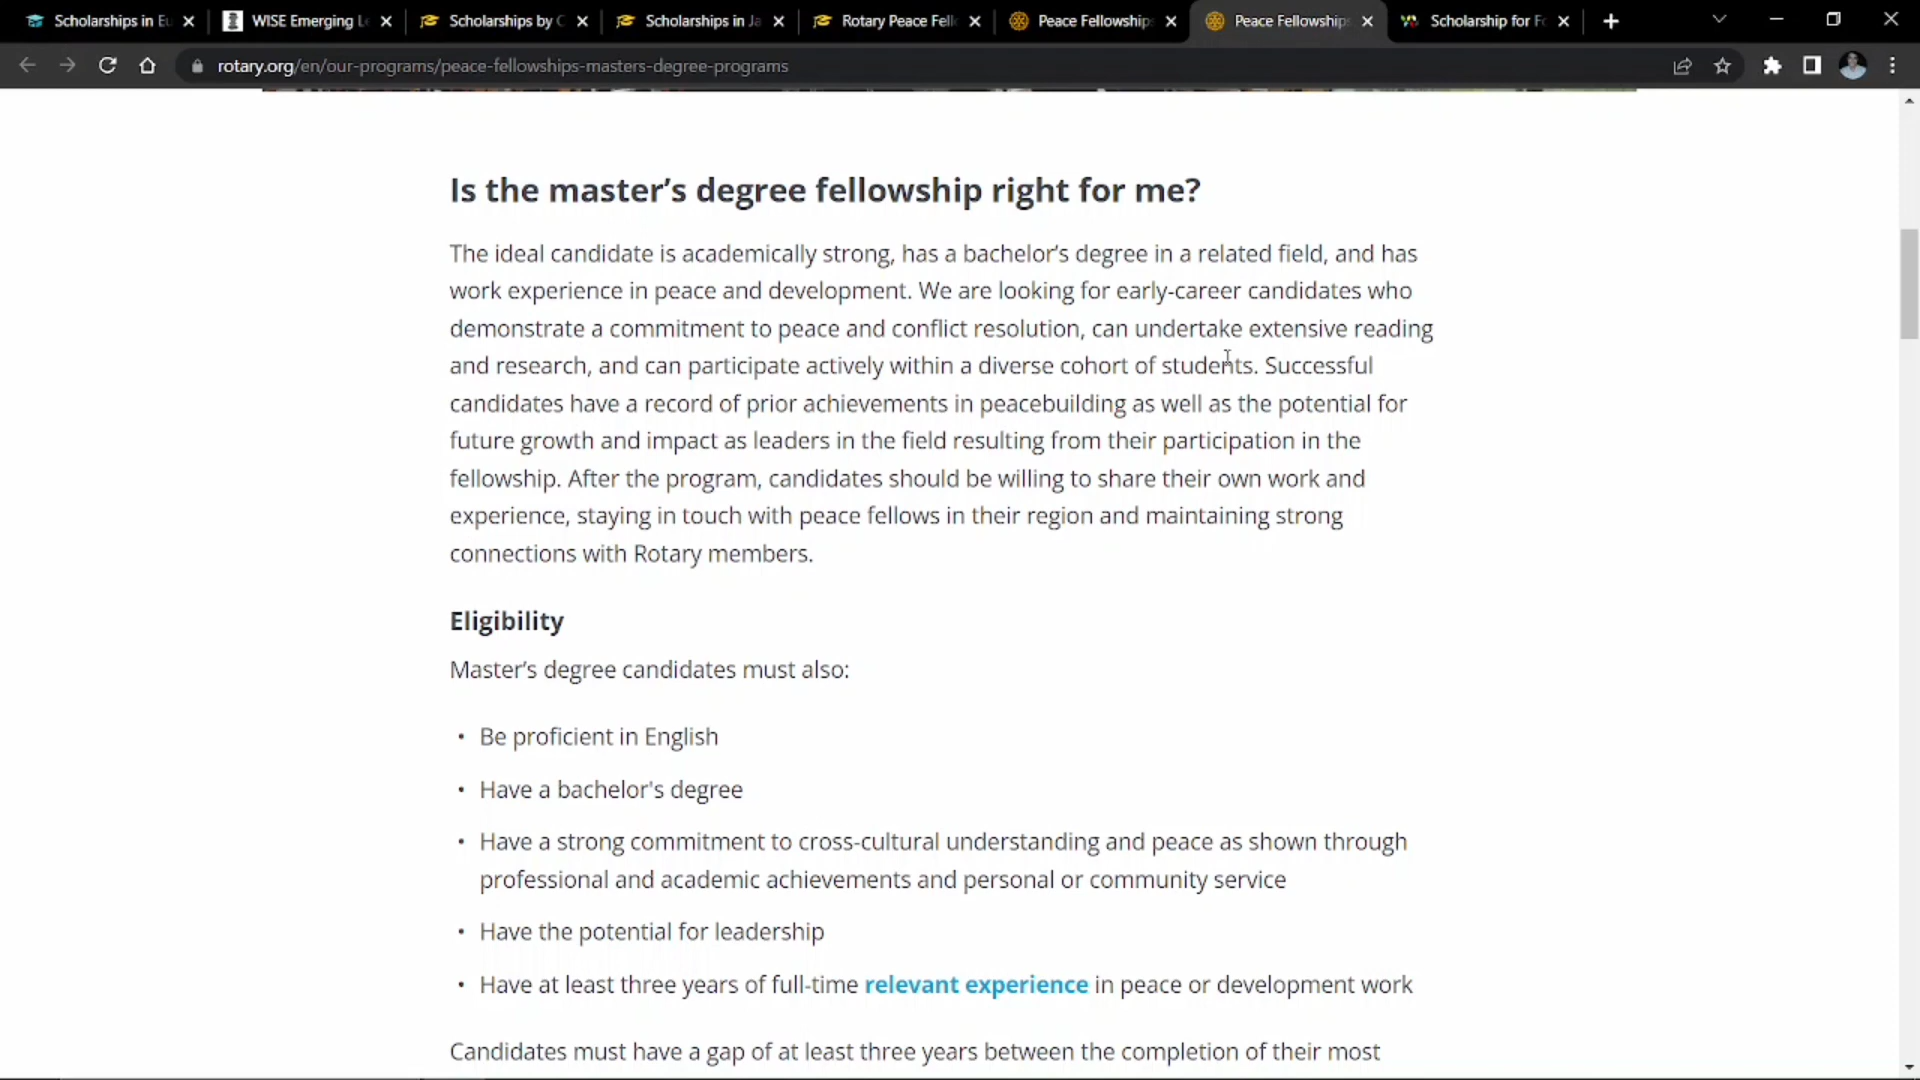 Scholarships in Eu
WISE Emerging Le
Scholarships by C
Scholarships in Ja
Rotary Peace Fell
Peace Fellowships
Peace Fellowships
Scholarship for Fo
rotary.org/en/our-programs/peace-fellowships-masters-degree-programs
Is the master’s degree fellowship right for me?
The ideal candidate is academically strong, has a bachelor’s degree in a related field, and has
work experience in peace and development. We are looking for early-career candidates who
demonstrate a commitment to peace and conflict resolution, can undertake extensive reading
and research, and can participate actively within a diverse cohort of students. Successful
candidates have a record of prior achievements in peacebuilding as well as the potential for
future growth and impact as leaders in the field resulting from their participation in the
fellowship. After the program, candidates should be willing to share their own work and
experience, staying in touch with peace fellows in their region and maintaining strong
connections with Rotary members.
Eligibility
Master’s degree candidates must also:
• Be proficient in English
• Have a bachelor's degree
• Have a strong commitment to cross-cultural understanding and peace as shown through
professional and academic achievements and personal or community service
• Have the potential for leadership
• Have at least three years of full-time relevant experience in peace or development work
Candidates must have a gap of at least three years between the completion of their most